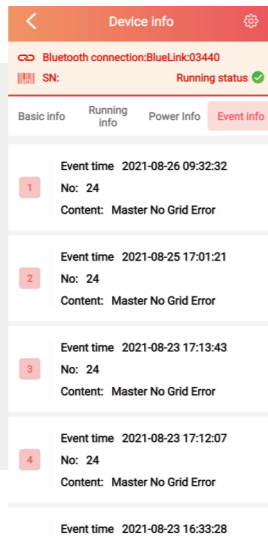 Device info
Bluetooth connection:BlueLink:03440
SN:
Running status
Basic info
Running info
Power Info
Event info
1
Event time 2021-08-26 09:32:32
No: 24
Content: Master No Grid Error
2
Event time 2021-08-25 17:01:21
No: 24
Content: Master No Grid Error
3
Event time 2021-08-23 17:13:43
No: 24
Content: Master No Grid Error
4
Event time 2021-08-23 17:12:07
No: 24
Content: Master No Grid Error
Event time 2021-08-23 16:33:28